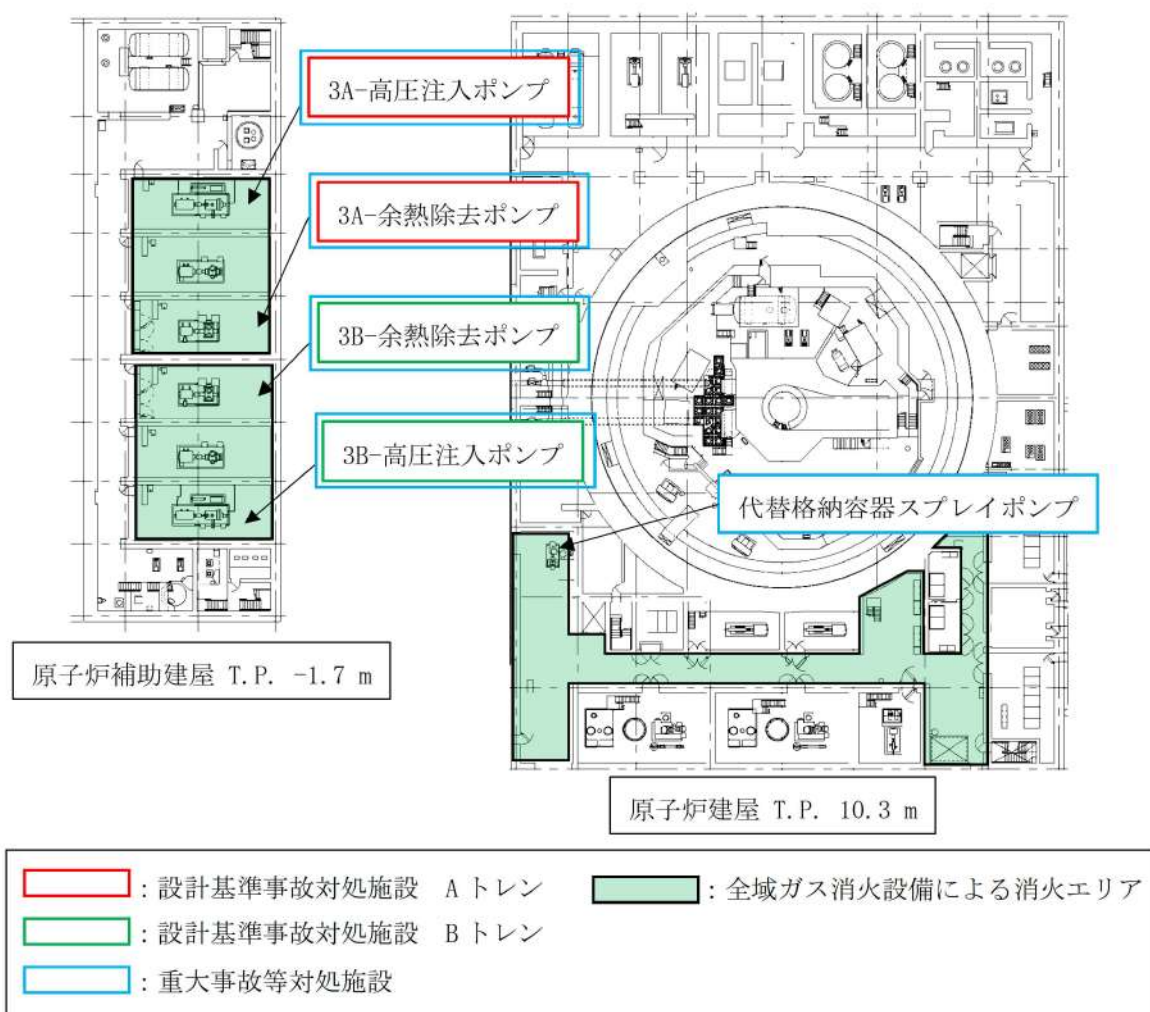 3A-高圧注入ポンプ
3A-余熱除去ポンプ
3B-余熱除去ポンプ
3B-高圧注入ポンプ
代替格納容器スプレイポンプ
原子炉補助建屋 T.P. -1.7 m
原子炉建屋 T.P. 10.3 m
：設計基準事故対処施設　A トレン
：設計基準事故対処施設　B トレン
：重大事故等対処施設
：全域ガス消火設備による消火エリア